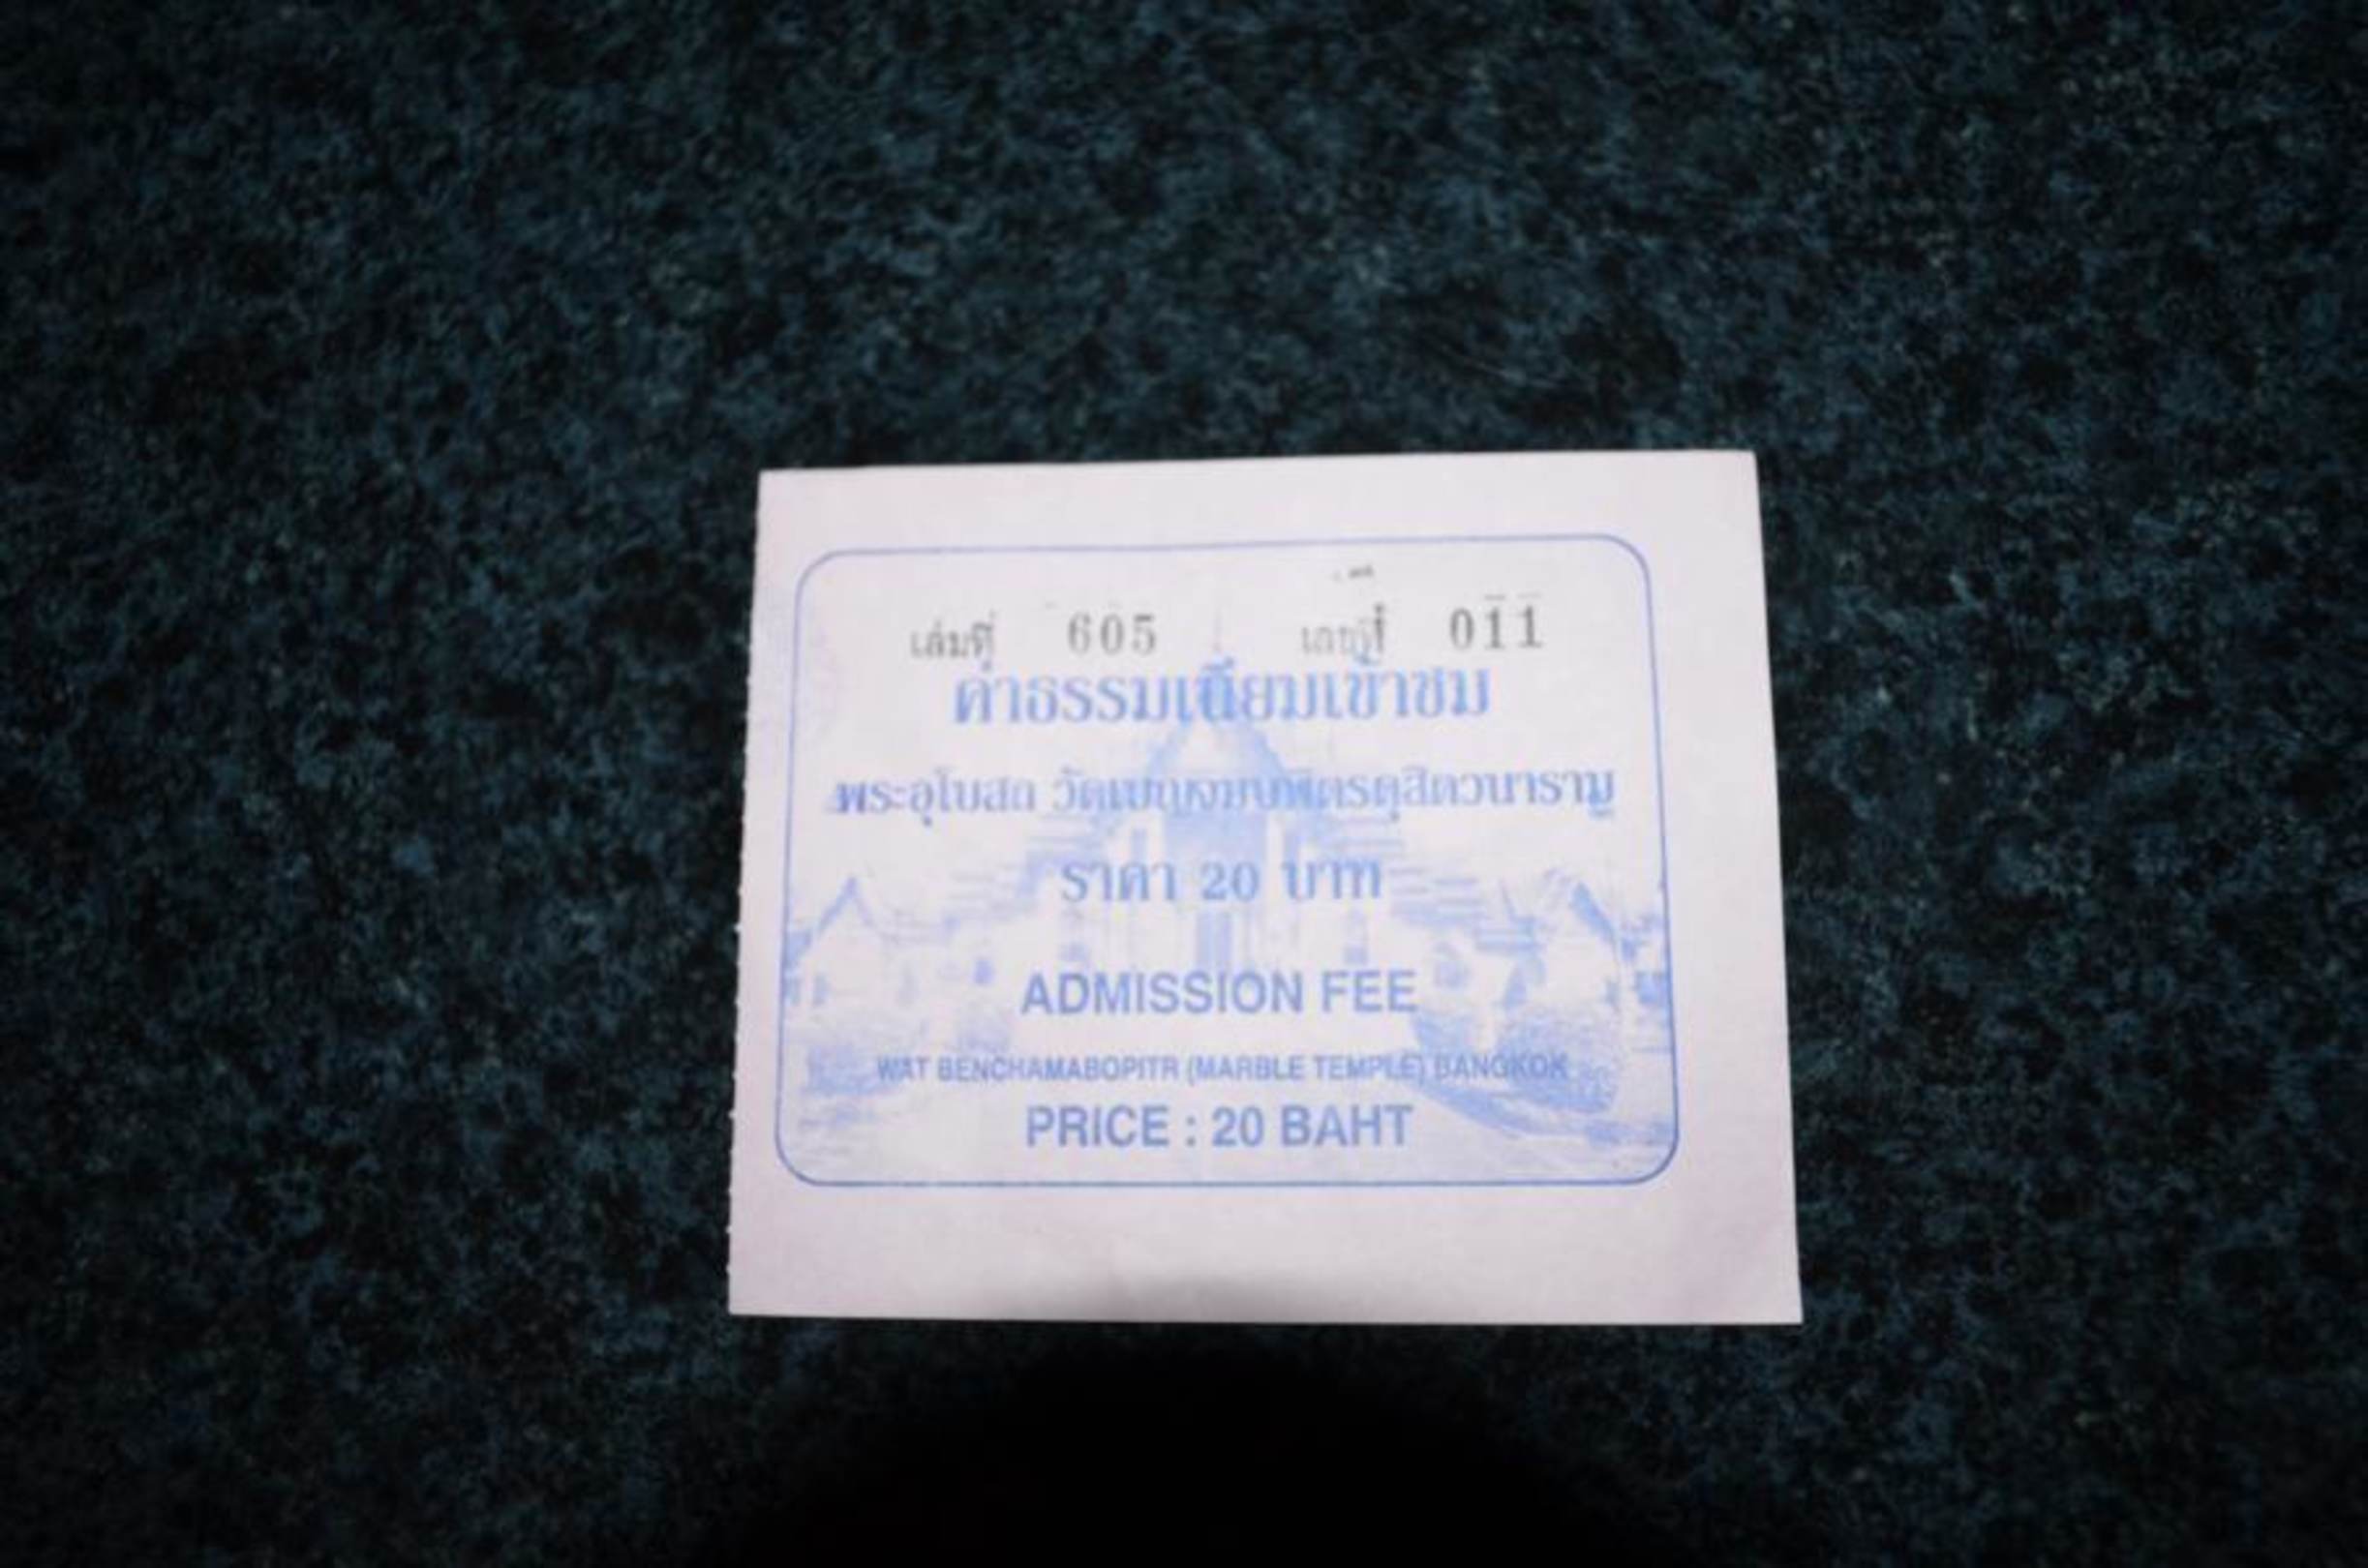 เล่มที่ 605 เลขที่ 011
ค่าธรรมเนียมเข้าชม
พระอุโบสถ วัดเบญจมบพิตรดุสิตวนาราม
ราคา 20 บาท
ADMISSION FEE
WAT BENCHAMABOPITR (MARBLE TEMPLE) BANGKOK
PRICE : 20 BAHT